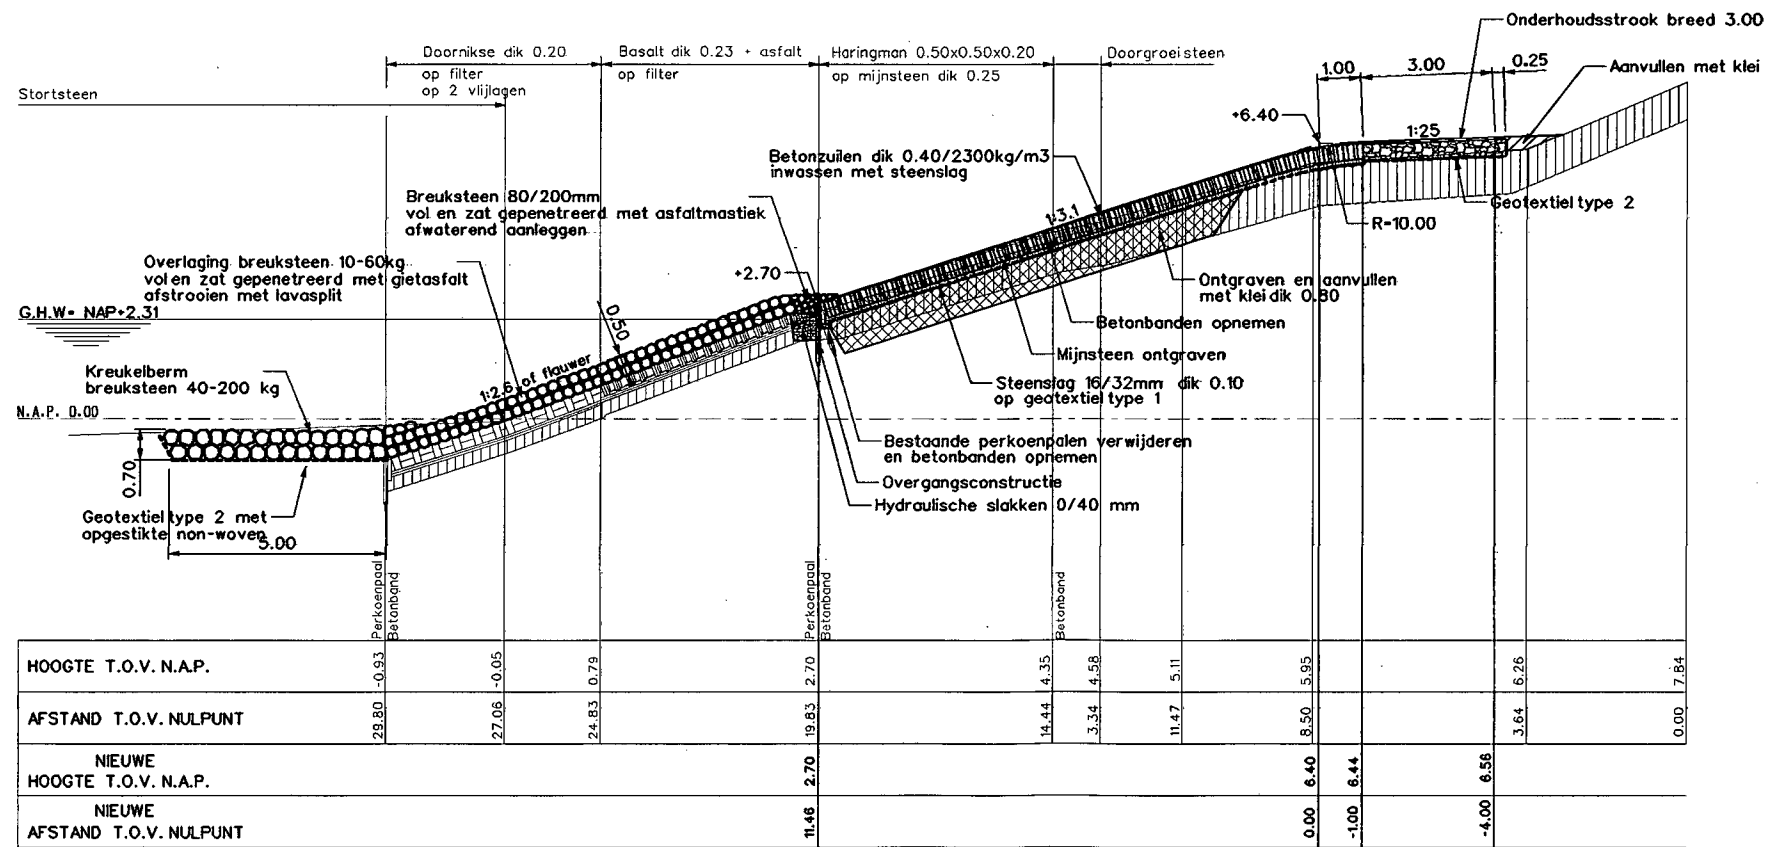 Onderhoudsstrook breed 3.00
Doornikse dik 0.20
op filter
op 2 vlijlagen
Basalt dik 0.23 + asfalt
op filter
Haringman 0.50x0.50x0.20
op mijnsteen dik 0.25
Doorgroeisteen
1.00
3.00
0.25
Aanvullen met klei
Stortsteen
+6.40
1:25
Betonzuilen dik 0.40/2300kg/m3
inwassen met steenslag
Breuksteen 80/200mm
vol en zat gepenetreerd met asfaltmastiek
afwaterend aanleggen
1:3.1
Geotextiel type 2
R=10.00
Overlaging breuksteen 10-60kg
vol en zat gepenetreerd met gietasfalt
afstrooien met lavasplit
+2.70
Ontgraven en aanvullen
met klei dik 0.80
G.H.W= NAP+2.31
0.50
Betonbanden opnemen
Mijnsteen ontgraven
Kreukelberm
breuksteen 40-200 kg
1:2.6 of flauwer
Steenslag 16/32mm dik 0.10
op geotextiel type 1
N.A.P. 0.00
0.70
Bestaande perkoenpalen verwijderen
en betonbanden opnemen
Overgangsconstructie
Hydraulische slakken 0/40 mm
Geotextiel type 2 met
opgestikte non-woven
5.00
Perkoenpaal
Betonband
Perkoenpaal
Betonband
Betonband
HOOGTE T.O.V. N.A.P.
-0.93
-0.05
0.79
2.70
4.35
4.58
5.11
5.95
6.26
7.84
AFSTAND T.O.V. NULPUNT
29.80
27.06
24.83
19.83
14.44
3.34
11.47
8.50
3.64
0.00
NIEUWE
HOOGTE T.O.V. N.A.P.
2.70
6.40
6.44
6.56
NIEUWE
AFSTAND T.O.V. NULPUNT
11.46
0.00
-1.00
-4.00